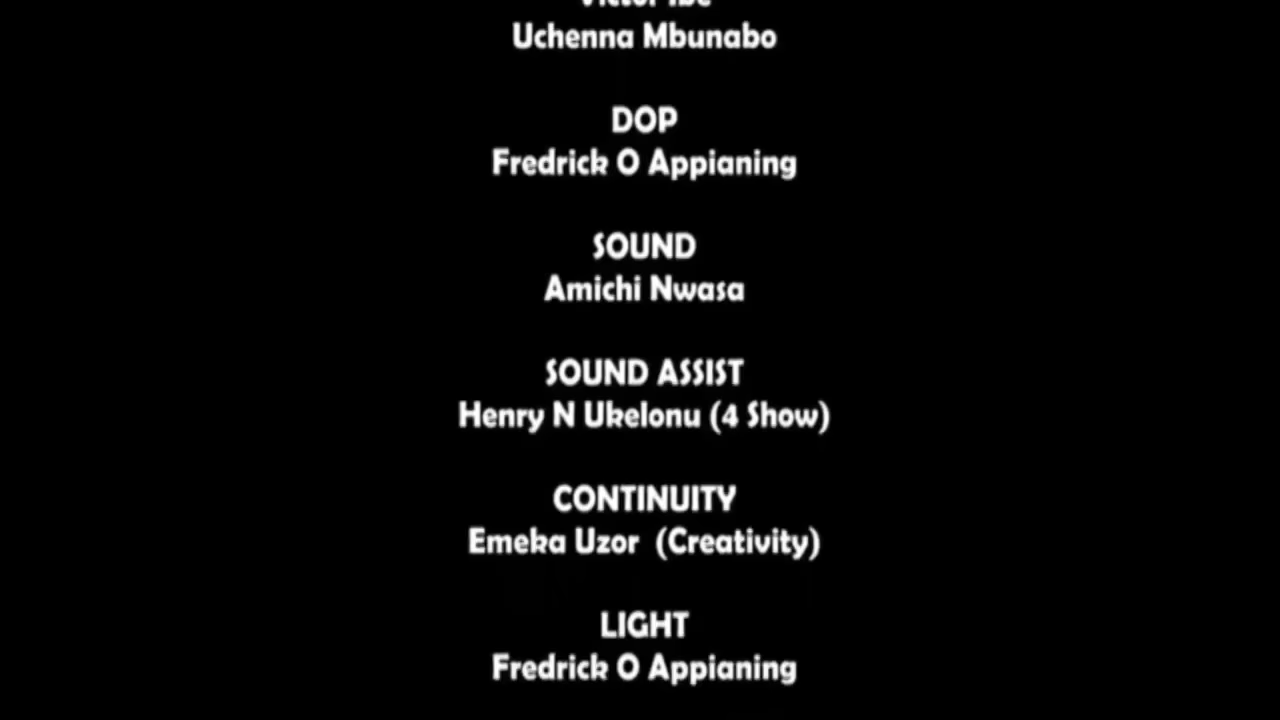 Uchenna Mbunabo
DOP
Fredrick O Appianing
SOUND
Amichi Nwasa
SOUND ASSIST
Henry N Ukelonu (4 Show)
CONTINUITY
Emeka Uzor (Creativity)
LIGHT
Fredrick O Appianing